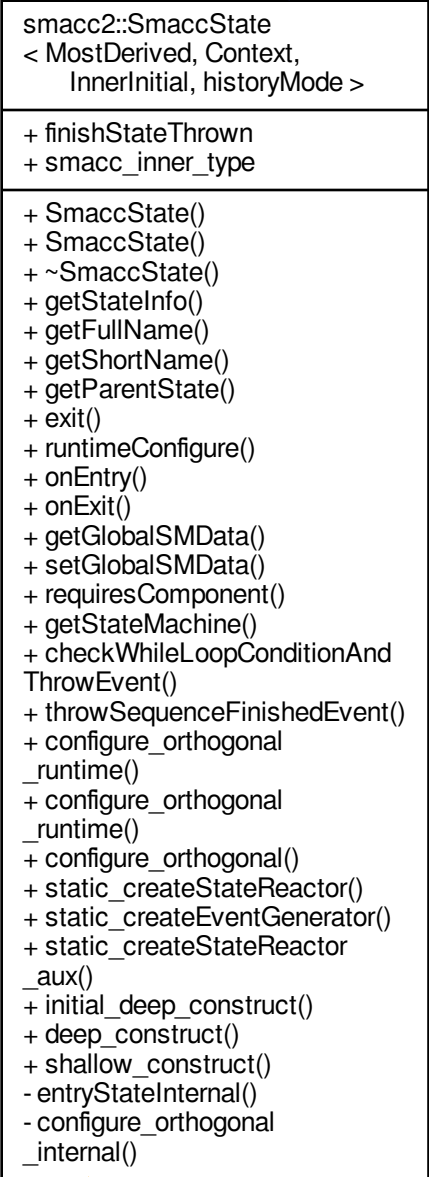 smacc2::SmaccState
< MostDerived, Context,
InnerInitial, historyMode >
+ finishStateThrown
+ smacc_inner_type
+ SmaccState()
+ SmaccState()
+ ~SmaccState()
+ getStateInfo()
+ getFullName()
+ getShortName()
+ getParentState()
+ exit()
+ runtimeConfigure()
+ onEntry()
+ onExit()
+ getGlobalSMData()
+ setGlobalSMData()
+ requiresComponent()
+ getStateMachine()
+ checkWhileLoopConditionAnd
ThrowEvent()
+ throwSequenceFinishedEvent()
+ configure_orthogonal
_runtime()
+ configure_orthogonal
_runtime()
+ configure_orthogonal()
+ static_createStateReactor()
+ static_createEventGenerator()
+ static_createStateReactor
_aux()
+ initial_deep_construct()
+ deep_construct()
+ shallow_construct()
- entryStateInternal()
- configure_orthogonal
_internal()